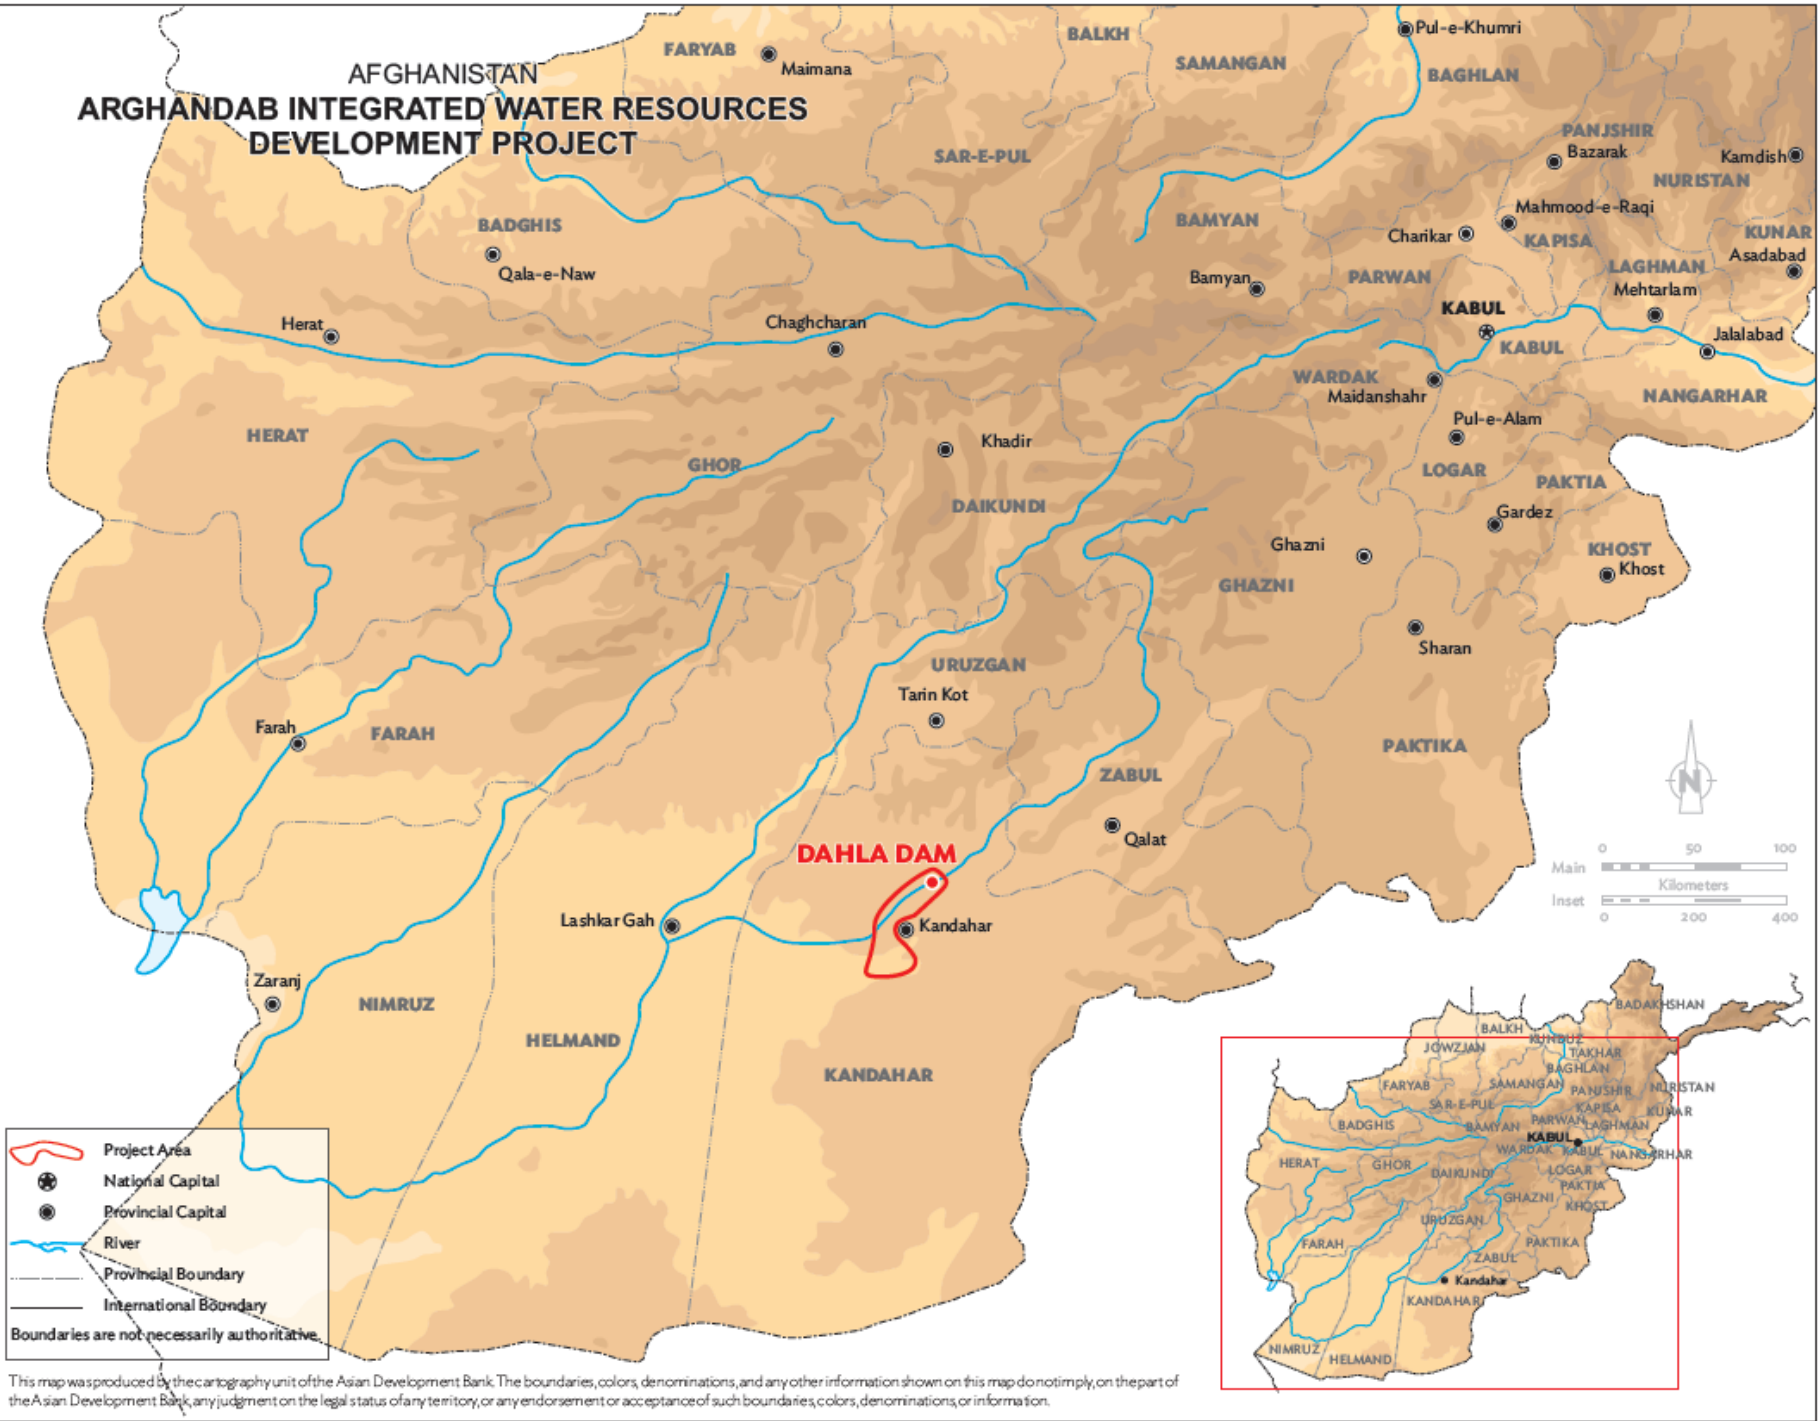 AFGHANISTAN
ARGHANDAB INTEGRATED WATER RESOURCES
DEVELOPMENT PROJECT
FARYAB
Maimana
BALKH
SAMANGAN
Pul-e-Khumri
BAGHLAN
SAR-E-PUL
PANJSHIR
Bazarak
Kamdish
NURISTAN
BADGHIS
Qala-e-Naw
BAMYAN
Bamyan
Mahmood-e-Raqi
Charikar
KAPISA
KUNAR
Asadabad
PARWAN
LAGHMAN
Mehtarlam
Herat
Chaghcharan
KABUL
KABUL
Jalalabad
WARDAK
Maidanshahr
NANGARHAR
HERAT
GHOR
Khadir
DAIKUNDI
Pul-e-Alam
LOGAR
PAKTIA
Gardez
Ghazni
GHAZNI
KHOST
Khost
Sharan
URUZGAN
Tarin Kot
Farah
FARAH
PAKTIKA
ZABUL
Qalat
N
DAHLA DAM
Lashkar Gah
Kandahar
0 50 100
Main
Kilometers
Inset
0 200 400
Zaranj
NIMRUZ
HELMAND
KANDAHAR
BADAKHSHAN
BALKH
KUNDUZ
JOWZJAN
TAKHAR
BAGHLAN
FARYAB
SAMANGAN
PANJSHIR
NURISTAN
SAR-E-PUL
KAPISA
KUNAR
BADGHIS
BAMYAN
PARWAN
LAGHMAN
KABUL
WARDAK
KABUL
NANGARHAR
HERAT
GHOR
DAIKUNDI
LOGAR
PAKTIA
GHAZNI
KHOST
URUZGAN
FARAH
PAKTIKA
ZABUL
Kandahar
KANDAHAR
NIMRUZ
HELMAND
Project Area
National Capital
Provincial Capital
River
Provincial Boundary
International Boundary
Boundaries are not necessarily authoritative.
This map was produced by the cartography unit of the Asian Development Bank. The boundaries, colors, denominations, and any other information shown on this map do not imply, on the part of
the Asian Development Bank, any judgment on the legal status of any territory, or any endorsement or acceptance of such boundaries, colors, denominations, or information.